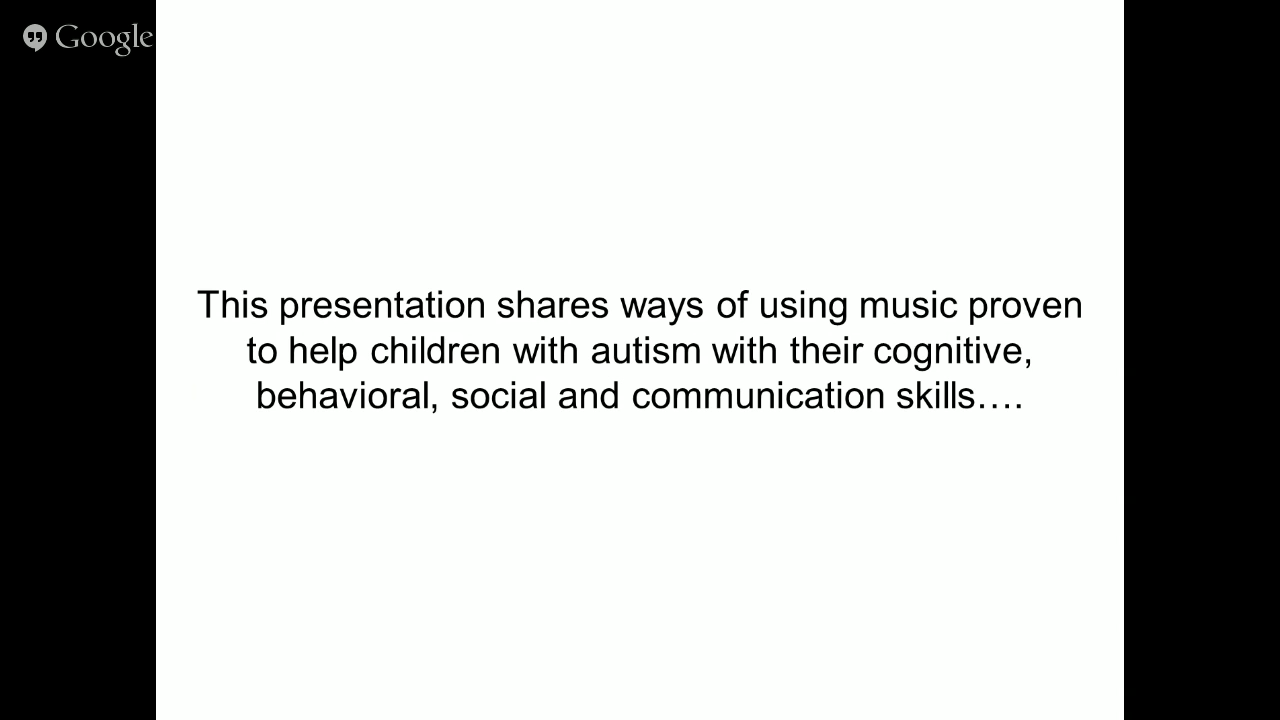 Google
This presentation shares ways of using music proven
to help children with autism with their cognitive,
behavioral, social and communication skills….